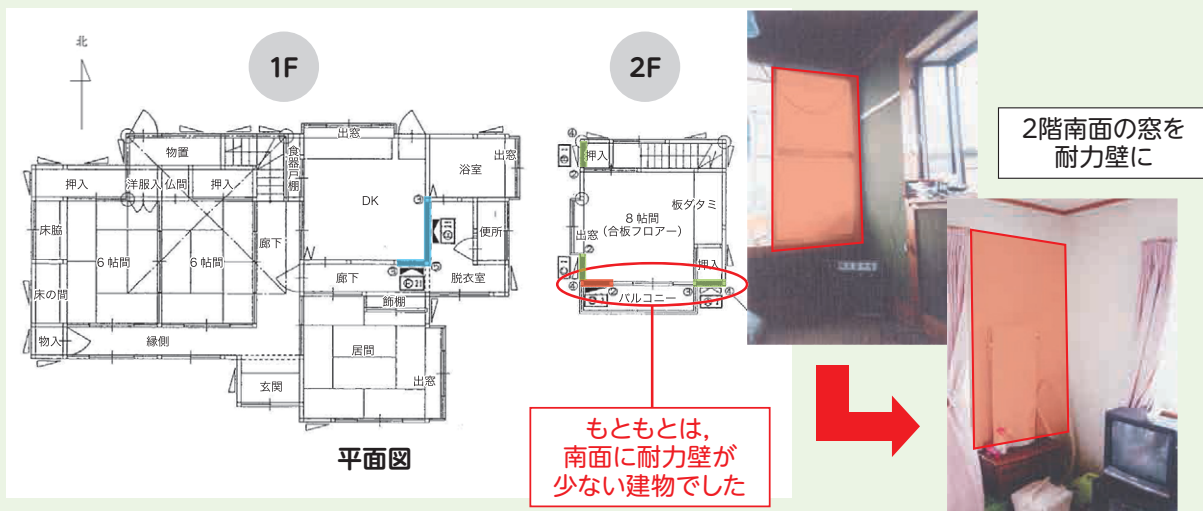 北
1F
2F
出窓
物置
食器戸棚
浴室
出窓
押入
洋服入
仏間
押入
DK
床脇
6帖間
6帖間
廊下
便所
床の間
廊下
脱衣室
飾棚
物入
縁側
居間
玄関
出窓
平面図
押入
板ダタミ
8帖間
(合板フロアー)
出窓
押入
バルコニー
2階南面の窓を
耐力壁に
もともとは,
南面に耐力壁が
少ない建物でした